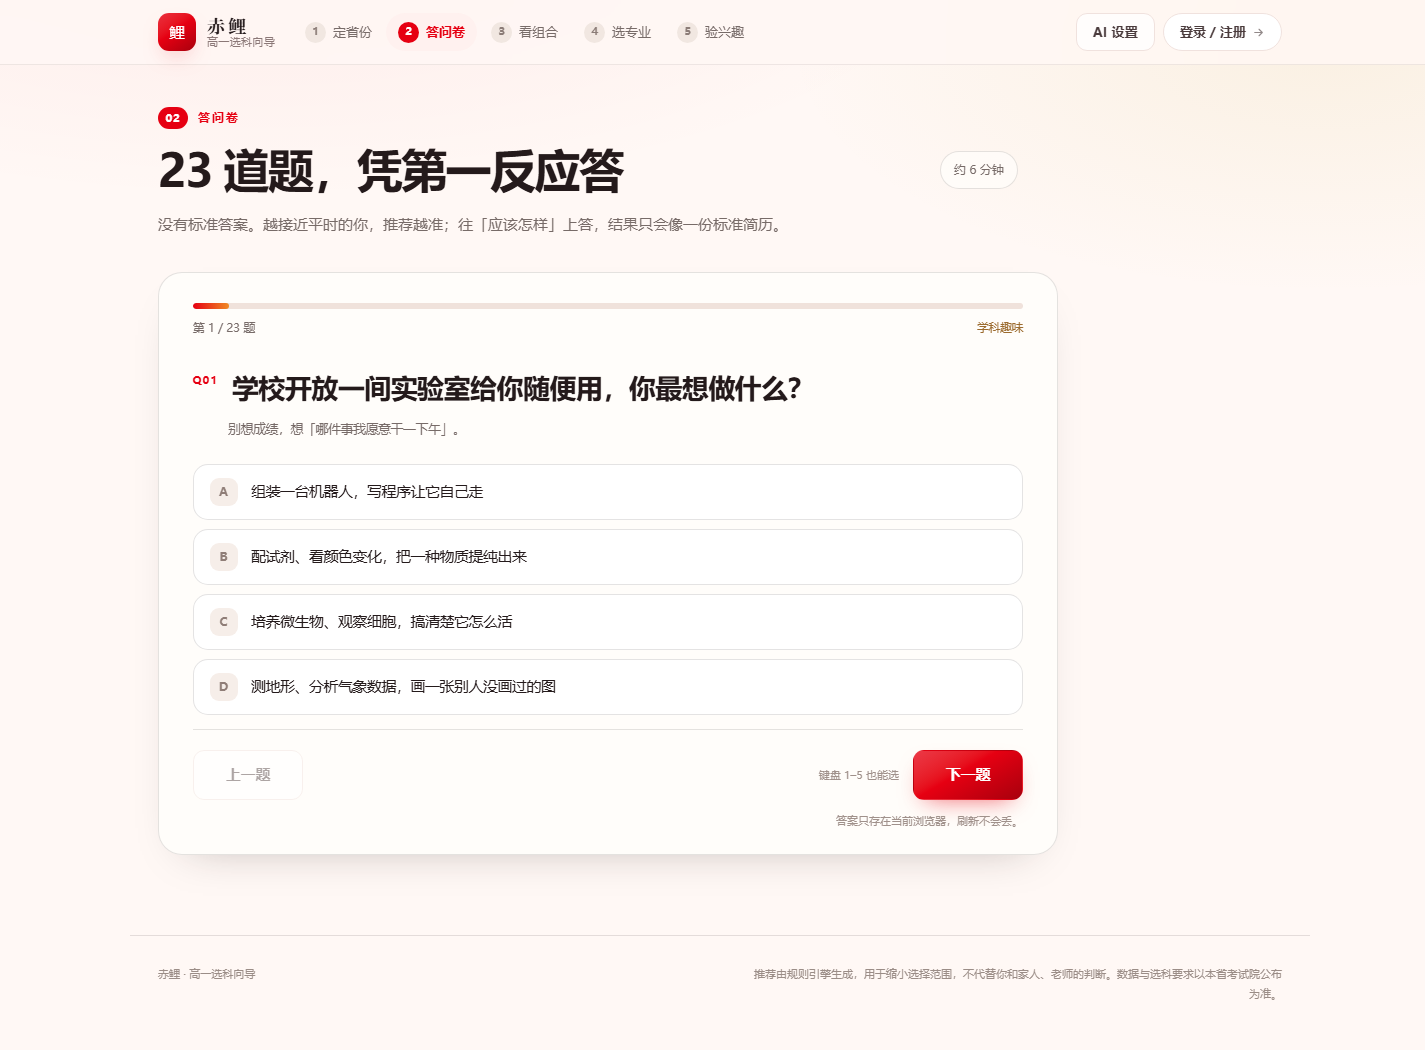 鲤
赤鲤
高一选科向导
1 定省份
2 答问卷
3 看组合
4 选专业
5 验兴趣
AI 设置
登录 / 注册 →
02 答问卷
23 道题，凭第一反应答
约 6 分钟
没有标准答案。越接近平时的你，推荐越准；往「应该怎样」上答，结果只会像一份标准简历。
第 1 / 23 题
学科趣味
Q01 学校开放一间实验室给你随便用，你最想做什么？
别想成绩，想「哪件事我愿意干一下午」。
A 组装一台机器人，写程序让它自己走
B 配试剂、看颜色变化，把一种物质提纯出来
C 培养微生物、观察细胞，搞清楚它怎么活
D 测地形、分析气象数据，画一张别人没画过的图
上一题
键盘 1–5 也能选
下一题
答案只存在当前浏览器，刷新不会丢。
赤鲤 · 高一选科向导
推荐由规则引擎生成，用于缩小选择范围，不代替你和家人、老师的判断。数据与选科要求以本省考试院公布
为准。